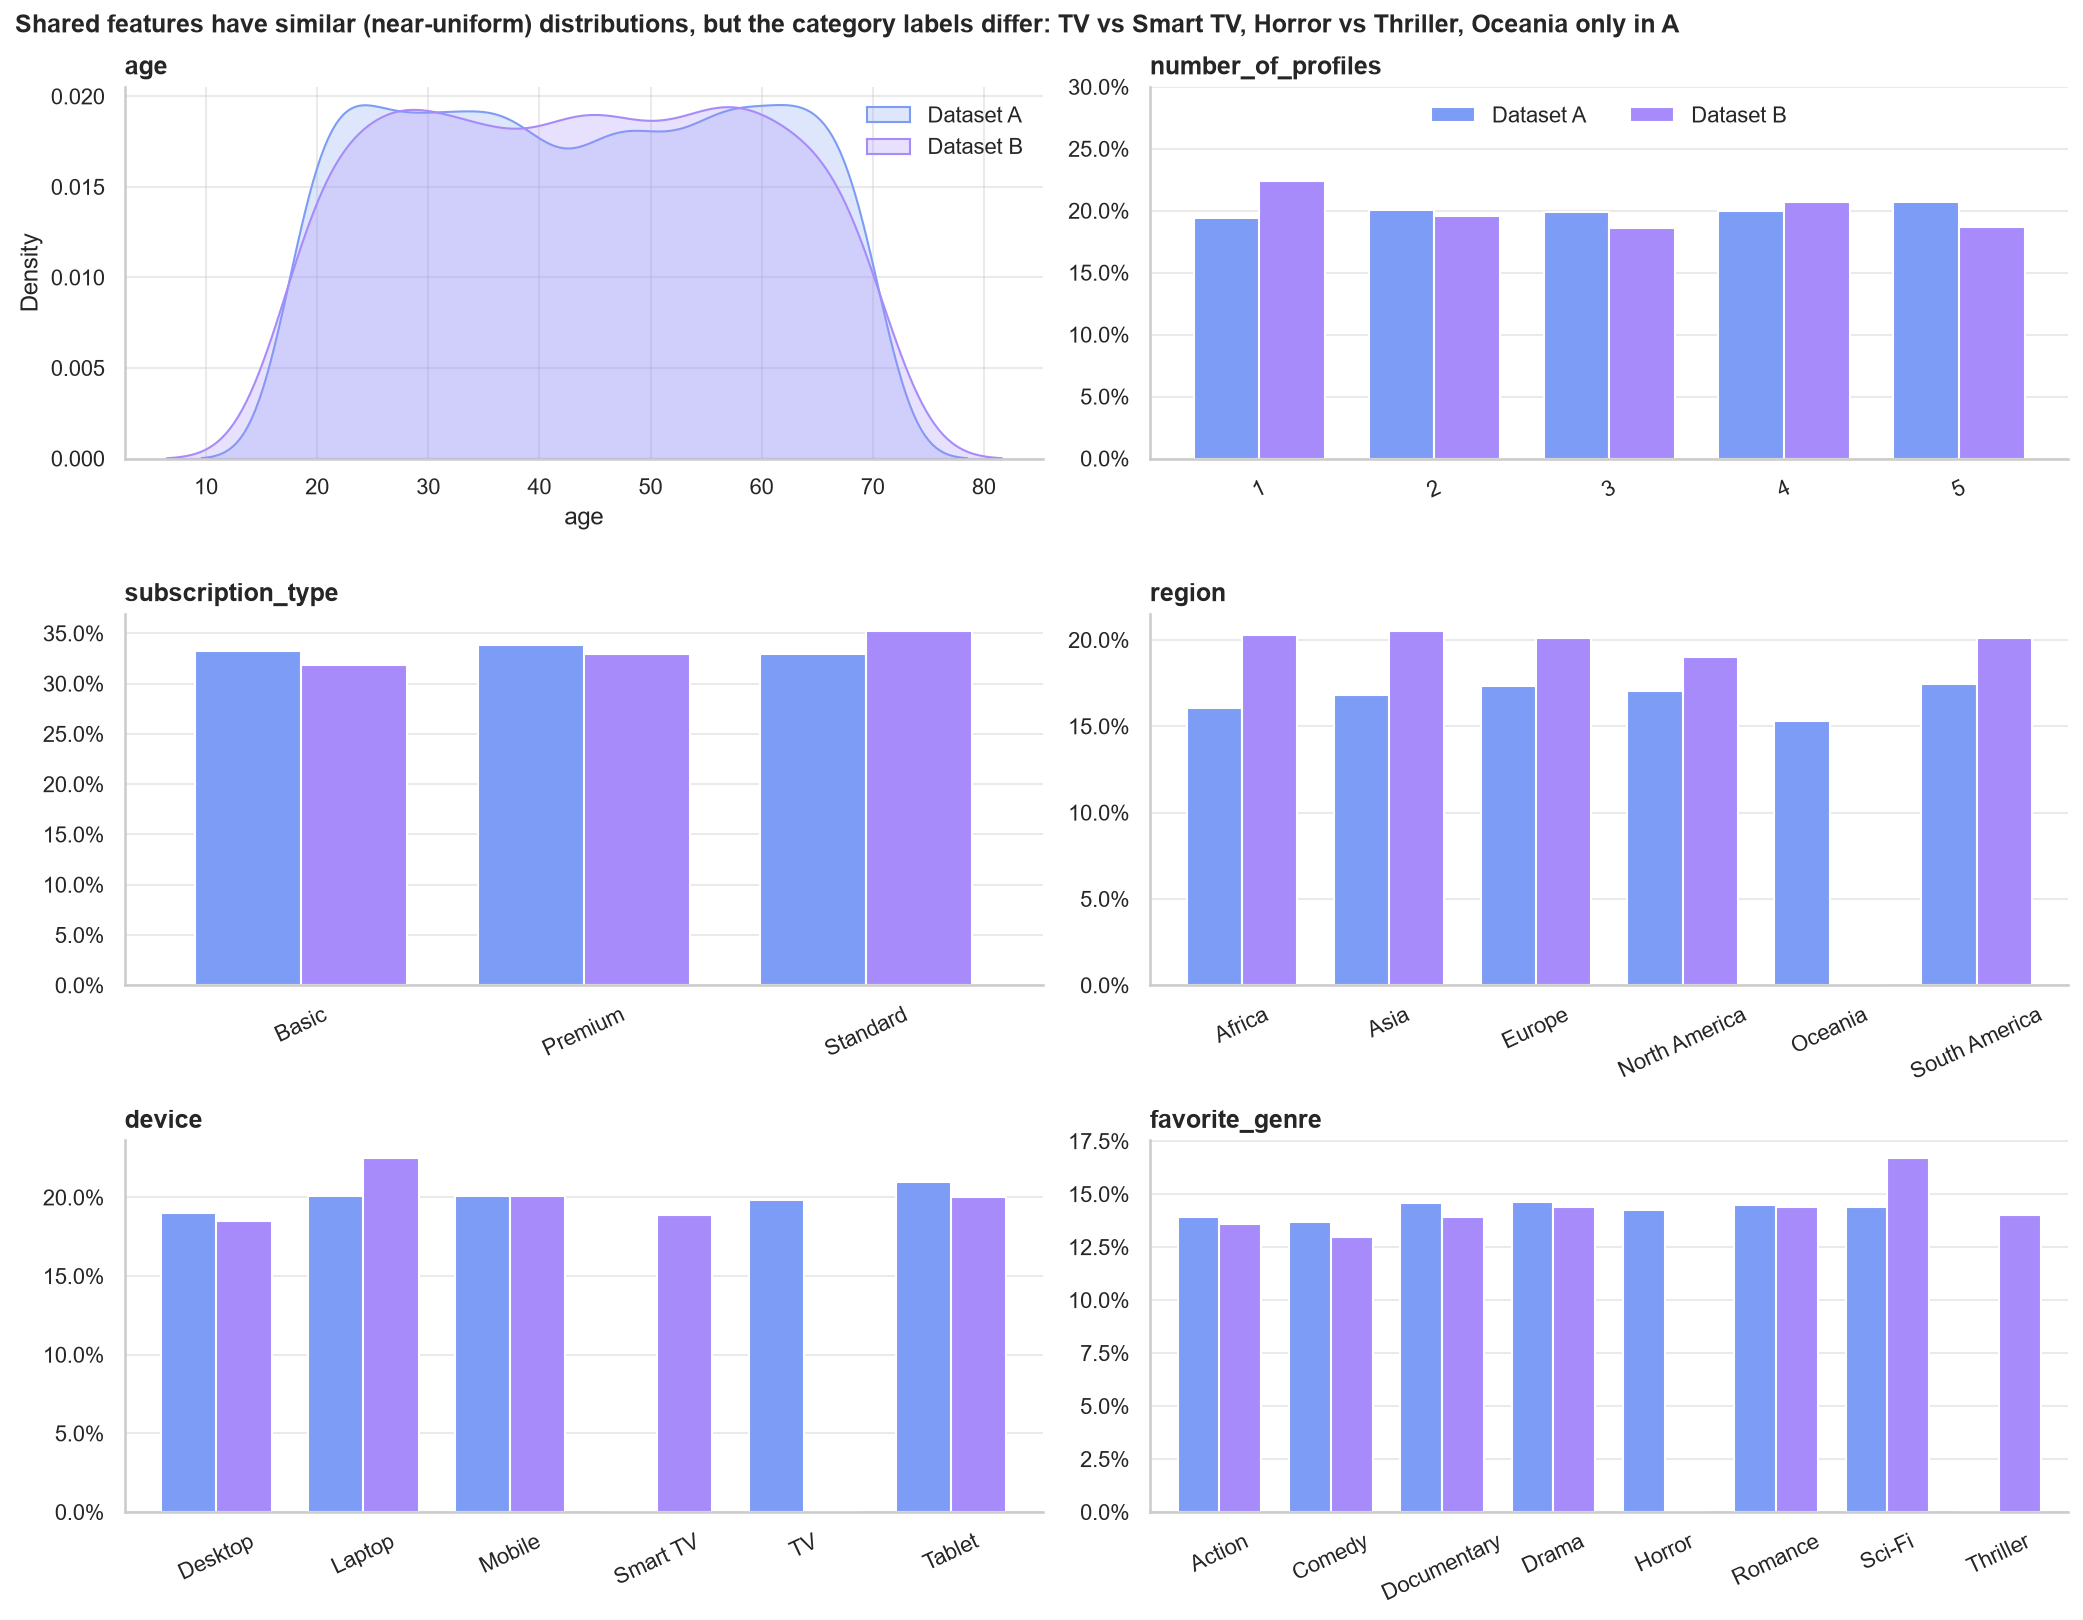 Shared features have similar (near-uniform) distributions, but the category labels differ: TV vs Smart TV, Horror vs Thriller, Oceania only in A
age
0.020
0.015
0.010
0.005
0.000
Density
Dataset A
Dataset B
10 20 30 40 50 60 70 80
age
number_of_profiles
30.0%
25.0%
20.0%
15.0%
10.0%
5.0%
0.0%
Dataset A Dataset B
1 2 3 4 5
subscription_type
35.0%
30.0%
25.0%
20.0%
15.0%
10.0%
5.0%
0.0%
Basic Premium Standard
region
20.0%
15.0%
10.0%
5.0%
0.0%
Africa Asia Europe North America Oceania South America
device
20.0%
15.0%
10.0%
5.0%
0.0%
Desktop Laptop Mobile Smart TV TV Tablet
favorite_genre
17.5%
15.0%
12.5%
10.0%
7.5%
5.0%
2.5%
0.0%
Action Comedy Documentary Drama Horror Romance Sci-Fi Thriller